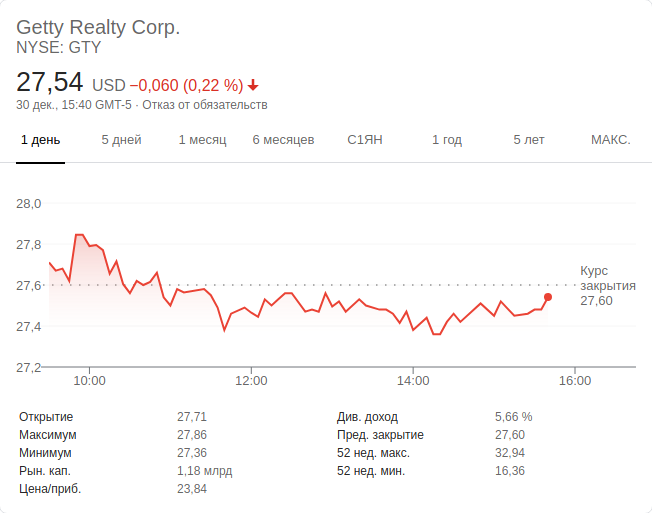 Getty Realty Corp.
NYSE: GTY
27,54 USD −0,060 (0,22 %)
30 дек., 15:40 GMT-5 · Отказ от обязательств
1 день 5 дней 1 месяц 6 месяцев С1ЯН 1 год 5 лет МАКС.
28,0
27,8
Курс
27,6 закрытия
27,60
27,4
27,2
10:00 12:00 14:00 16:00
Открытие 27,71 Див. доход 5,66 %
Максимум 27,86 Пред. закрытие 27,60
Минимум 27,36 52 нед. макс. 32,94
Рын. кап. 1,18 млрд 52 нед. мин. 16,36
Цена/приб. 23,84